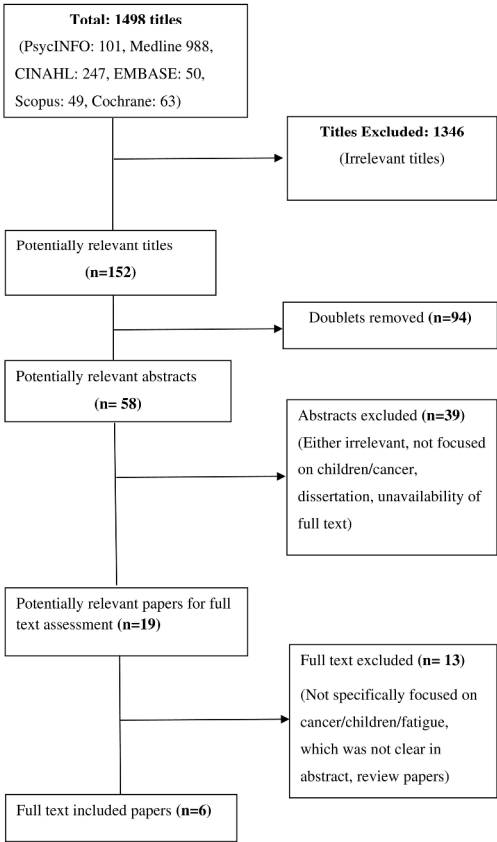 Total: 1498 titles
(PsycINFO: 101, Medline 988,
CINAHL: 247, EMBASE: 50,
Scopus: 49, Cochrane: 63)
Titles Excluded: 1346
(Irrelevant titles)
Potentially relevant titles
(n=152)
Doublets removed (n=94)
Potentially relevant abstracts
(n= 58)
Abstracts excluded (n=39)
(Either irrelevant, not focused
on children/cancer,
dissertation, unavailability of
full text)
Potentially relevant papers for full
text assessment (n=19)
Full text excluded (n= 13)
(Not specifically focused on
cancer/children/fatigue,
which was not clear in
abstract, review papers)
Full text included papers (n=6)